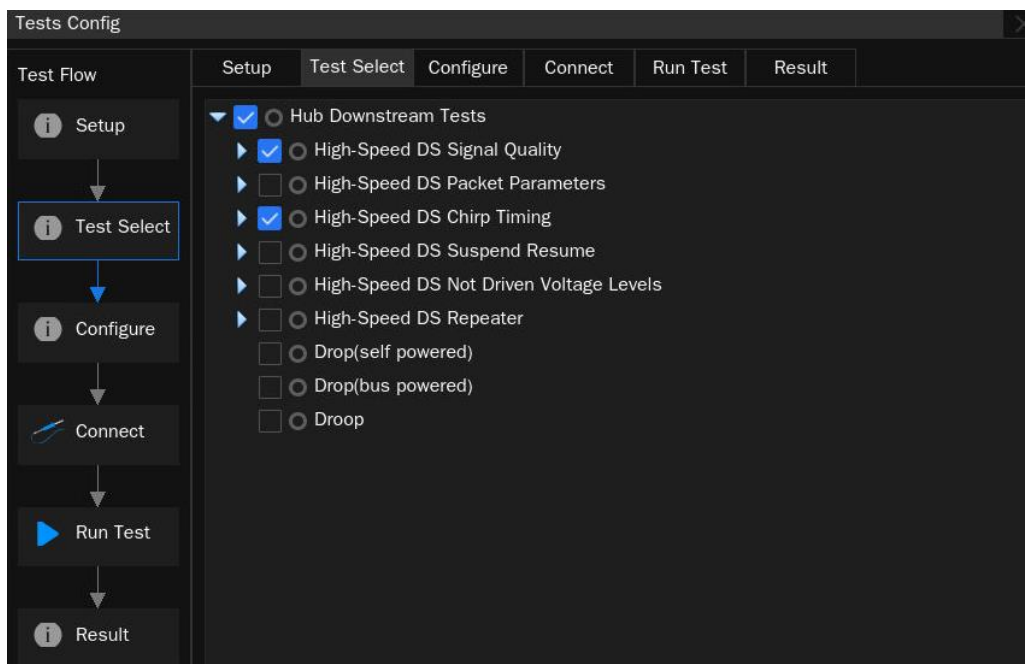 Tests Config
Test Flow
Setup
Test Select
Configure
Connect
Run Test
Result
Setup Test Select Configure Connect Run Test Result
Hub Downstream Tests
High-Speed DS Signal Quality
High-Speed DS Packet Parameters
High-Speed DS Chirp Timing
High-Speed DS Suspend Resume
High-Speed DS Not Driven Voltage Levels
High-Speed DS Repeater
Drop(self powered)
Drop(bus powered)
Droop